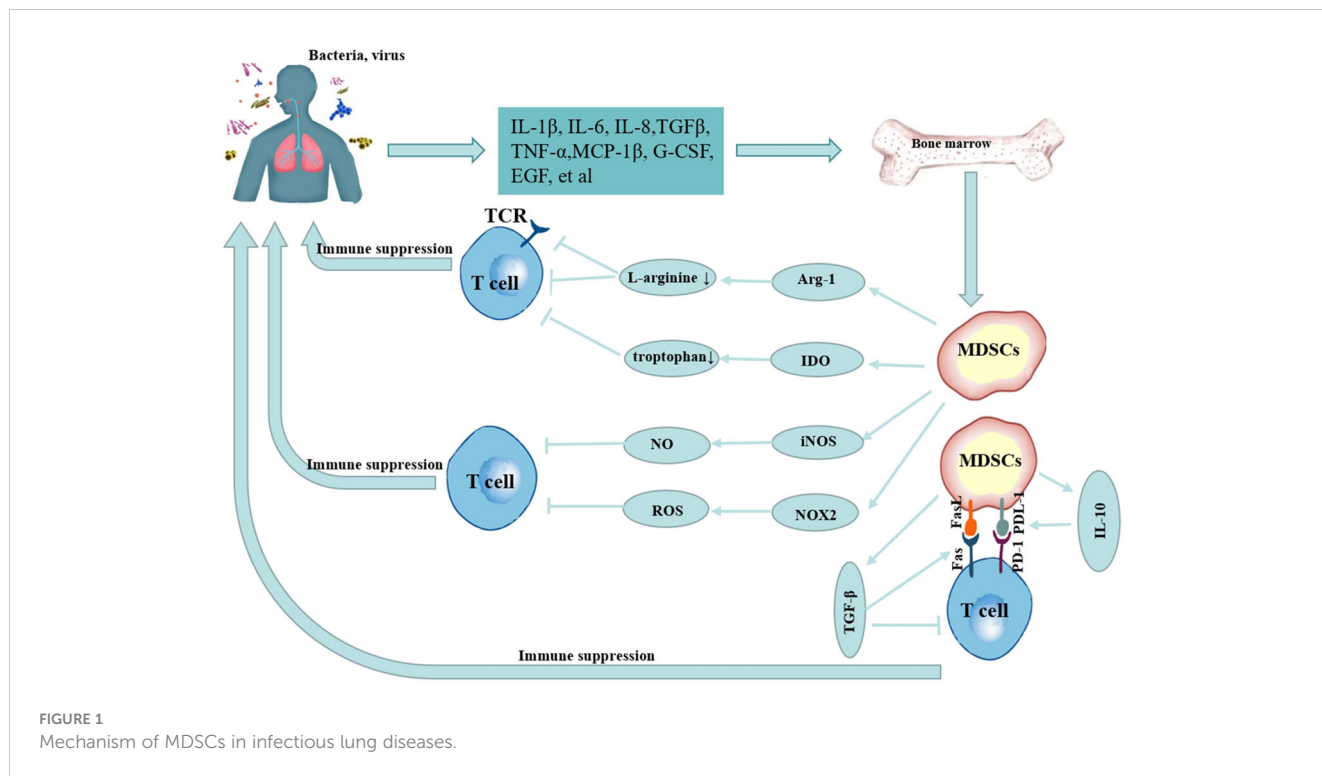 Bacteria, virus
IL-1β, IL-6, IL-8,TGFβ,
TNF-α,MCP-1β, G-CSF,
EGF, et al
Bone marrow
TCR
Immune suppression
T cell
L-arginine ↓
Arg-1
MDSCs
troptophan↓
IDO
Immune suppression
T cell
NO
iNOS
ROS
NOX2
MDSCs
FasL
PDL-1
Fas
PD-1
IL-10
TGF-β
T cell
Immune suppression
FIGURE 1
Mechanism of MDSCs in infectious lung diseases.